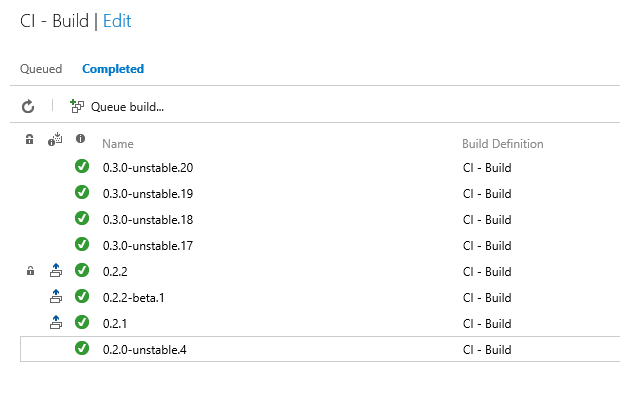 CI - Build | Edit
Queued Completed
Queue build...
Name Build Definition
0.3.0-unstable.20 CI - Build
0.3.0-unstable.19 CI - Build
0.3.0-unstable.18 CI - Build
0.3.0-unstable.17 CI - Build
0.2.2 CI - Build
0.2.2-beta.1 CI - Build
0.2.1 CI - Build
0.2.0-unstable.4 CI - Build